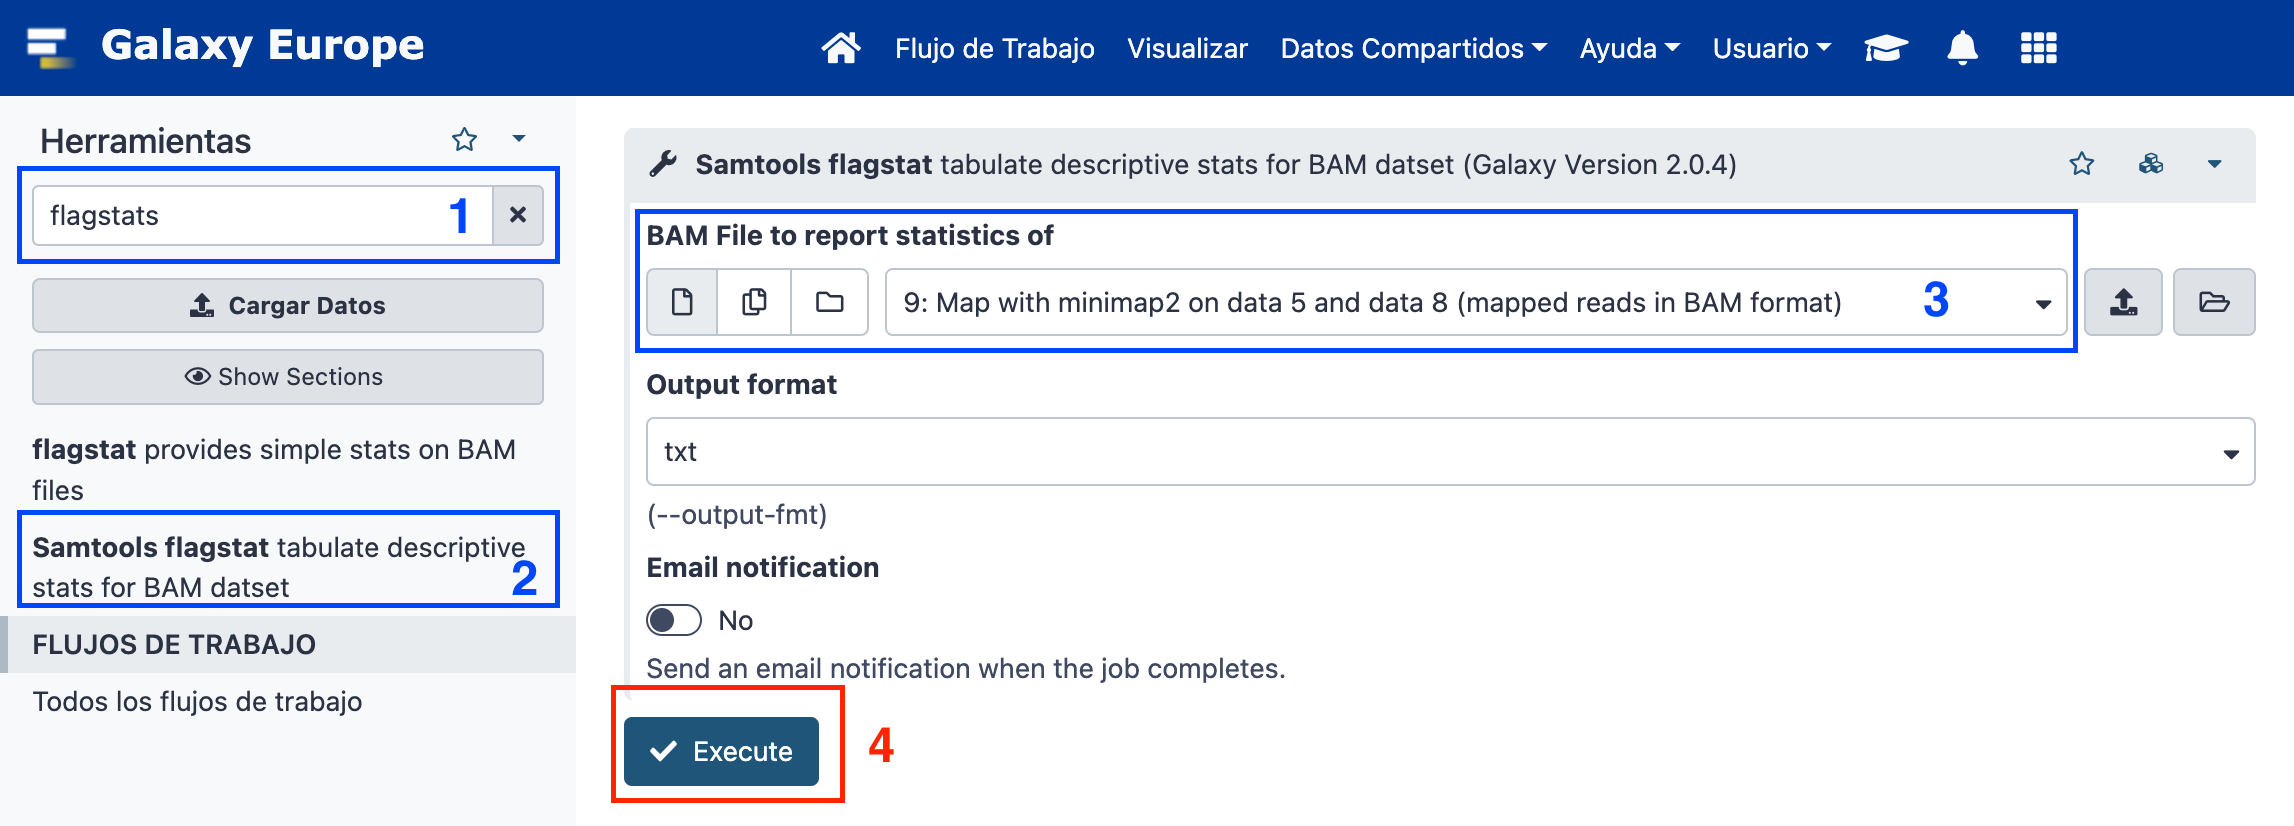 Galaxy Europe
Flujo de Trabajo Visualizar Datos Compartidos Ayuda Usuario
Herramientas
flagstats 1
Cargar Datos
Show Sections
flagstat provides simple stats on BAM
files
Samtools flagstat tabulate descriptive
stats for BAM datset 2
FLUJOS DE TRABAJO
Todos los flujos de trabajo
Samtools flagstat tabulate descriptive stats for BAM datset (Galaxy Version 2.0.4)
BAM File to report statistics of
9: Map with minimap2 on data 5 and data 8 (mapped reads in BAM format) 3
Output format
txt
(--output-fmt)
Email notification
No
Send an email notification when the job completes.
Execute 4